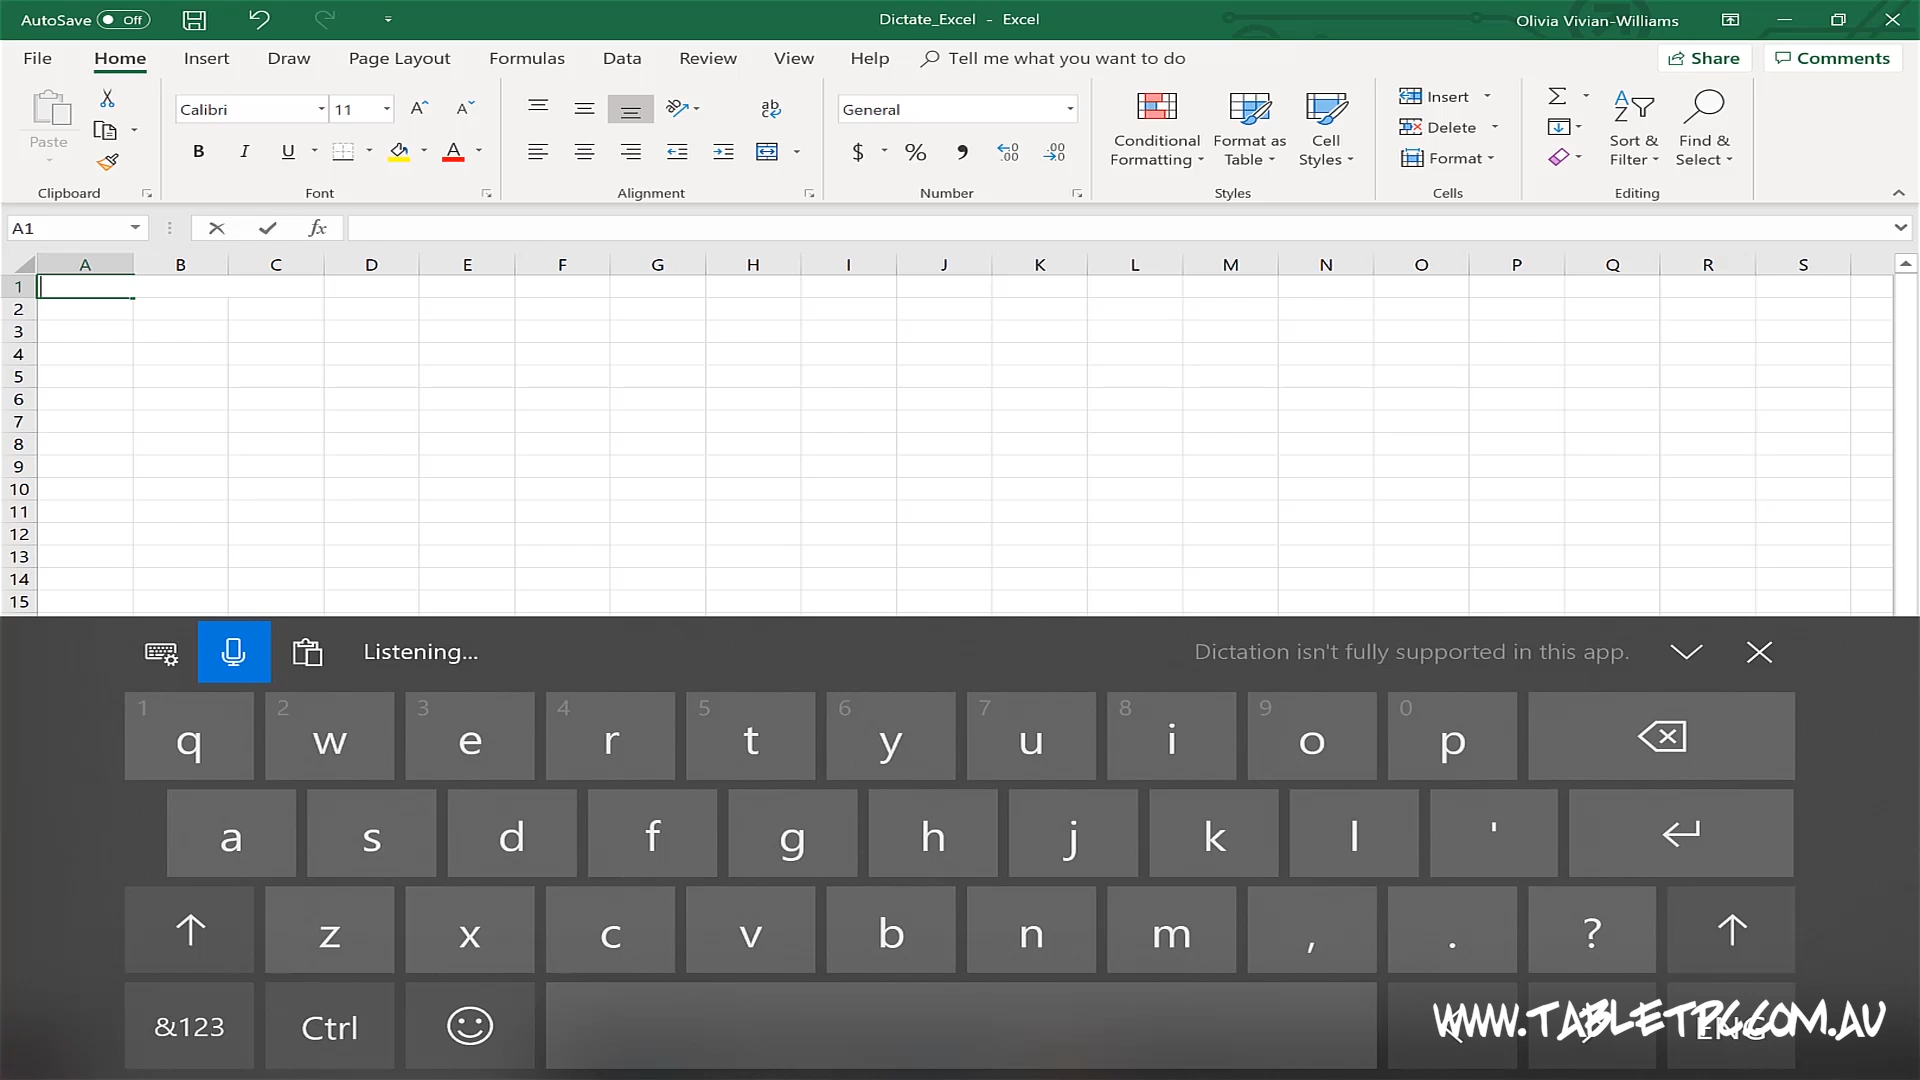 AutoSave Off Dictate_Excel - Excel Olivia Vivian-Williams
File Home Insert Draw Page Layout Formulas Data Review View Help Tell me what you want to do Share Comments
Paste
Clipboard
Calibri 11 A A
B I U A
Font
ab
Alignment
General
$ % , .00 .00
Number
Conditional Formatting
Format as Table
Cell Styles
Styles
Insert
Delete
Format
Cells
Σ
Sort & Filter
Find & Select
Editing
A1 fx
A B C D E F G H I J K L M N O P Q R S
1
2
3
4
5
6
7
8
9
10
11
12
13
14
15
Listening... Dictation isn't fully supported in this app.
1 2 3 4 5 6 7 8 9 0
q w e r t y u i o p
a s d f g h j k l '
z x c v b n m , . ?
&123 Ctrl ENG
WWW.TABLETPC.COM.AU